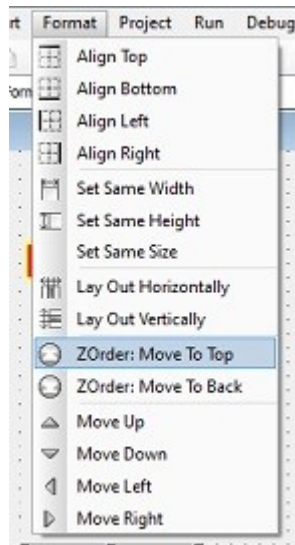 Format Project Run Debug
Align Top
Align Bottom
Align Left
Align Right
Set Same Width
Set Same Height
Set Same Size
Lay Out Horizontally
Lay Out Vertically
ZOrder: Move To Top
ZOrder: Move To Back
Move Up
Move Down
Move Left
Move Right